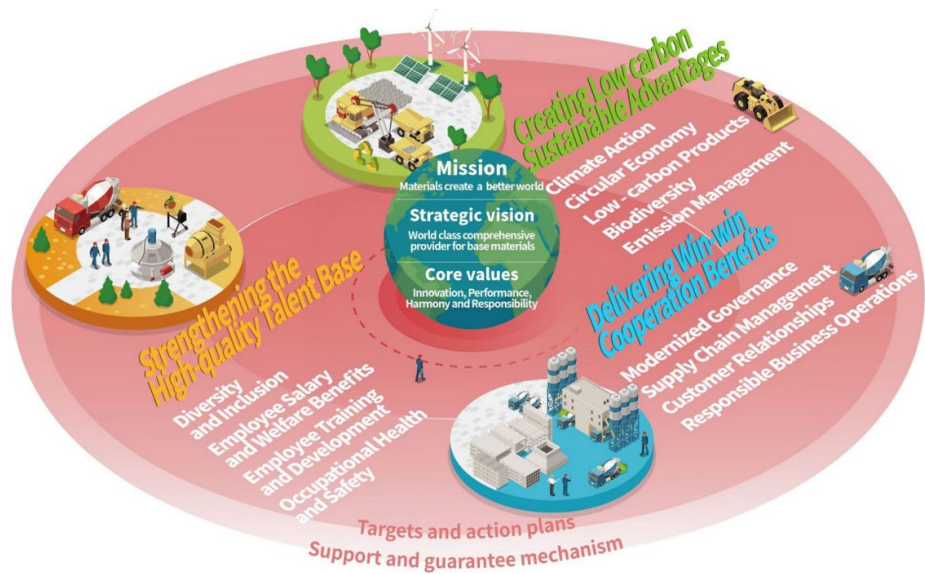 Creating Low carbon
Sustainable Advantages
Climate Action
Circular Economy
Low - carbon Products
Biodiversity
Emission Management
Mission
Materials create a better world
Strategic vision
World class comprehensive
provider for base materials
Core values
Innovation, Performance,
Harmony and Responsibility
Delivering Win-win
Cooperation Benefits
Modernized Governance
Supply Chain Management
Customer Relationships
Responsible Business Operations
Strengthening the
High-quality Talent Base
Diversity
and Inclusion
Employee Salary
and Welfare Benefits
Employee Training
and Development
Occupational Health
and Safety
Targets and action plans
Support and guarantee mechanism